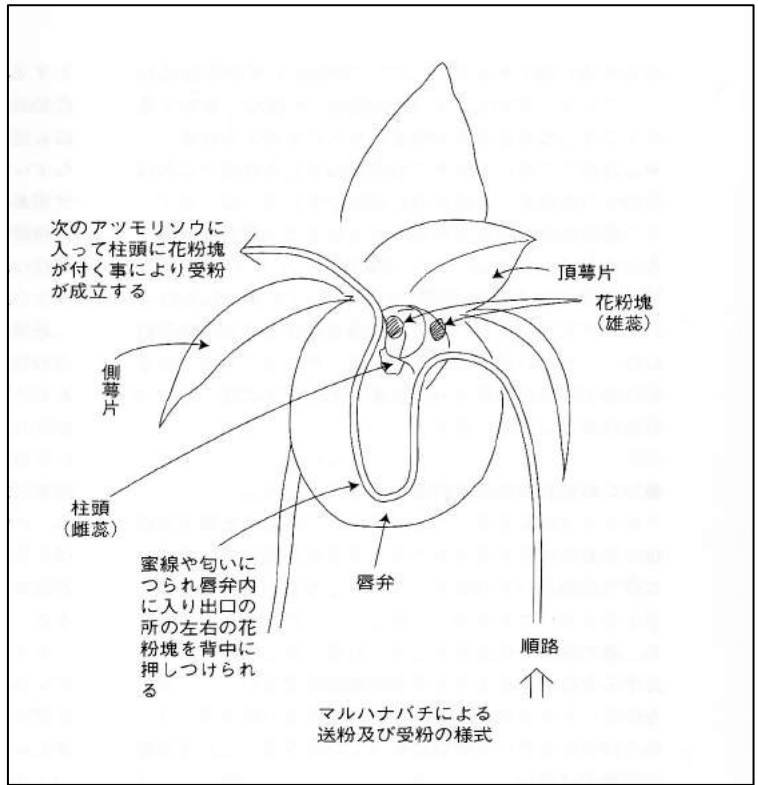 次のアツモリソウに
入って柱頭に花粉塊
が付く事により受粉
が成立する
頂萼片
花粉塊
(雄蕊)
側萼片
柱頭
(雌蕊)
蜜線や匂いに
つられ唇弁内
に入り出口の
所の左右の花
粉塊を背中に
押しつけられ
る
唇弁
順路
マルハナバチによる
送粉及び受粉の様式